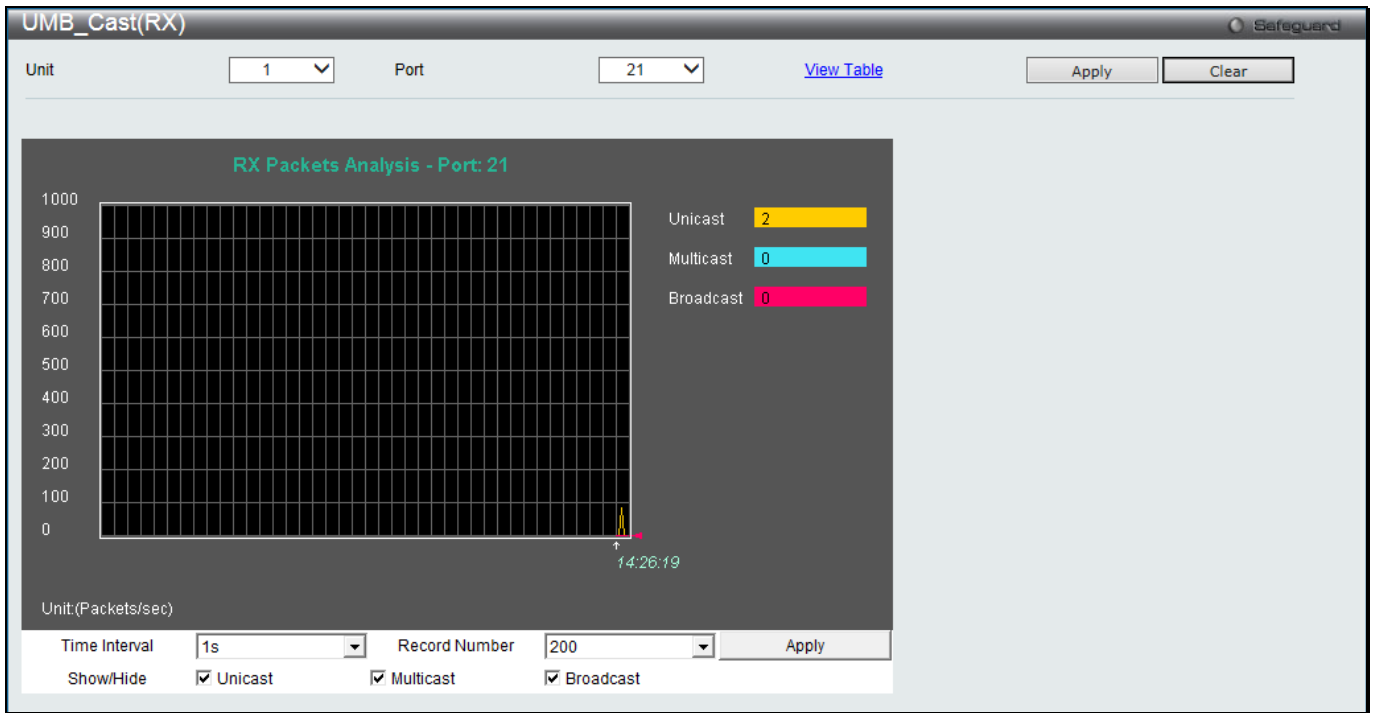 UMB_Cast(RX)
Safeguard
Unit 1 Port 21 View Table Apply Clear
RX Packets Analysis - Port: 21
1000
900
800
700
600
500
400
300
200
100
0
Unicast 2
Multicast 0
Broadcast 0
14:26:19
Unit:(Packets/sec)
Time Interval 1s Record Number 200 Apply
Show/Hide Unicast Multicast Broadcast